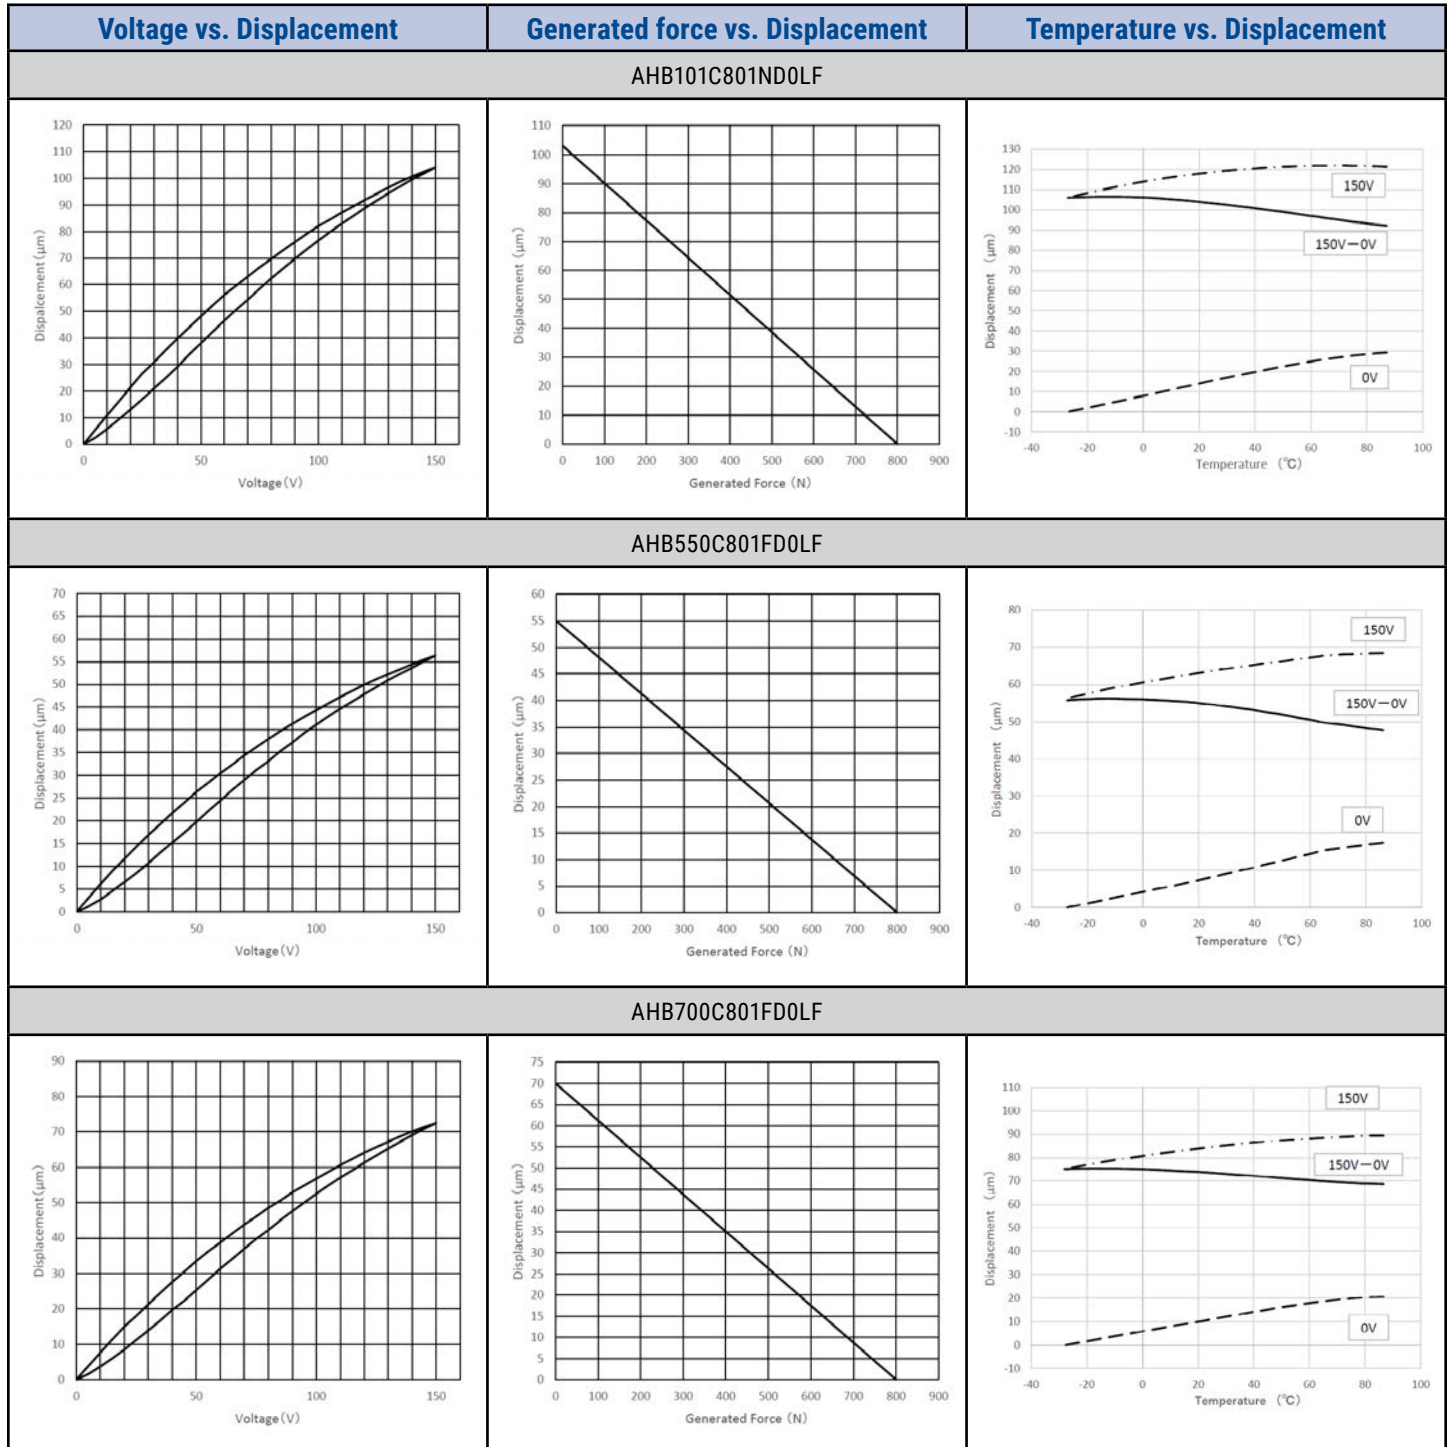 Voltage vs. Displacement
Generated force vs. Displacement
Temperature vs. Displacement
AHB101C801ND0LF
120
110
100
90
80
70
60
50
40
30
20
10
0
Dispalcement (μm)
0 50 100 150
Voltage(V)
110
100
90
80
70
60
50
40
30
20
10
0
Displacement (μm)
0 100 200 300 400 500 600 700 800 900
Generated Force (N)
130
120
110
100
90
80
70
60
50
40
30
20
10
0
-10
Displacement (μm)
150V
150V−0V
0V
-40 -20 0 20 40 60 80 100
Temperature (℃)
AHB550C801FD0LF
70
65
60
55
50
45
40
35
30
25
20
15
10
5
0
Displacement (μm)
0 50 100 150
Voltage(V)
60
55
50
45
40
35
30
25
20
15
10
5
0
Displacement (μm)
0 100 200 300 400 500 600 700 800 900
Generated Force (N)
80
70
60
50
40
30
20
10
0
Displacement (μm)
150V
150V−0V
0V
-40 -20 0 20 40 60 80 100
Temperature (℃)
AHB700C801FD0LF
90
80
70
60
50
40
30
20
10
0
Displacement(μm)
0 50 100 150
Voltage(V)
75
70
65
60
55
50
45
40
35
30
25
20
15
10
5
0
Displacement (μm)
0 100 200 300 400 500 600 700 800 900
Generated Force (N)
110
100
90
80
70
60
50
40
30
20
10
0
-10
Displacement (μm)
150V
150V−0V
0V
-40 -20 0 20 40 60 80 100
Temperature (℃)